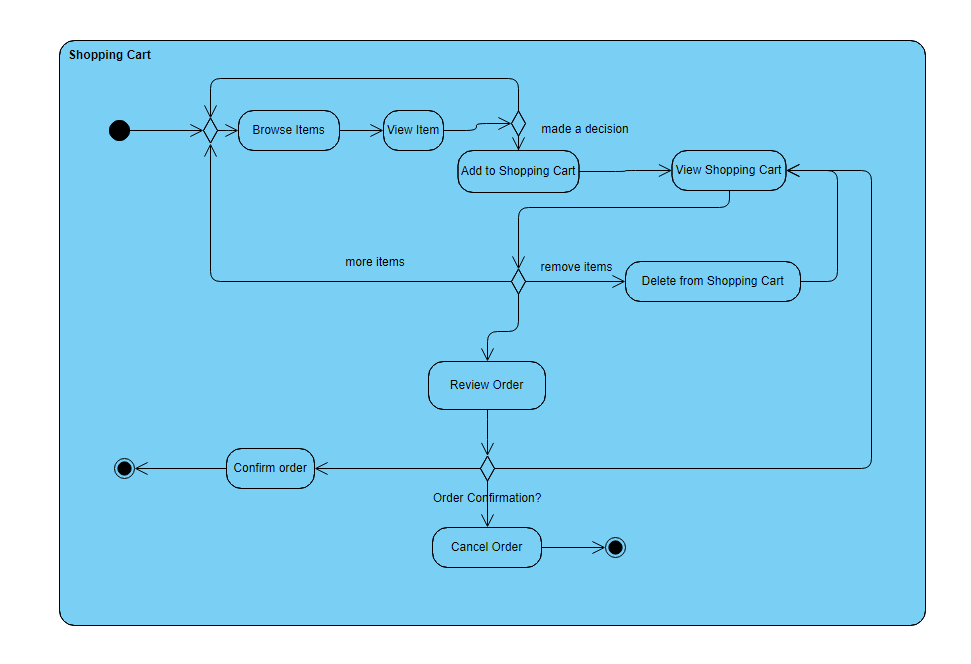 Shopping Cart
Browse Items
View Item
made a decision
Add to Shopping Cart
View Shopping Cart
more items
remove items
Delete from Shopping Cart
Review Order
Confirm order
Order Confirmation?
Cancel Order